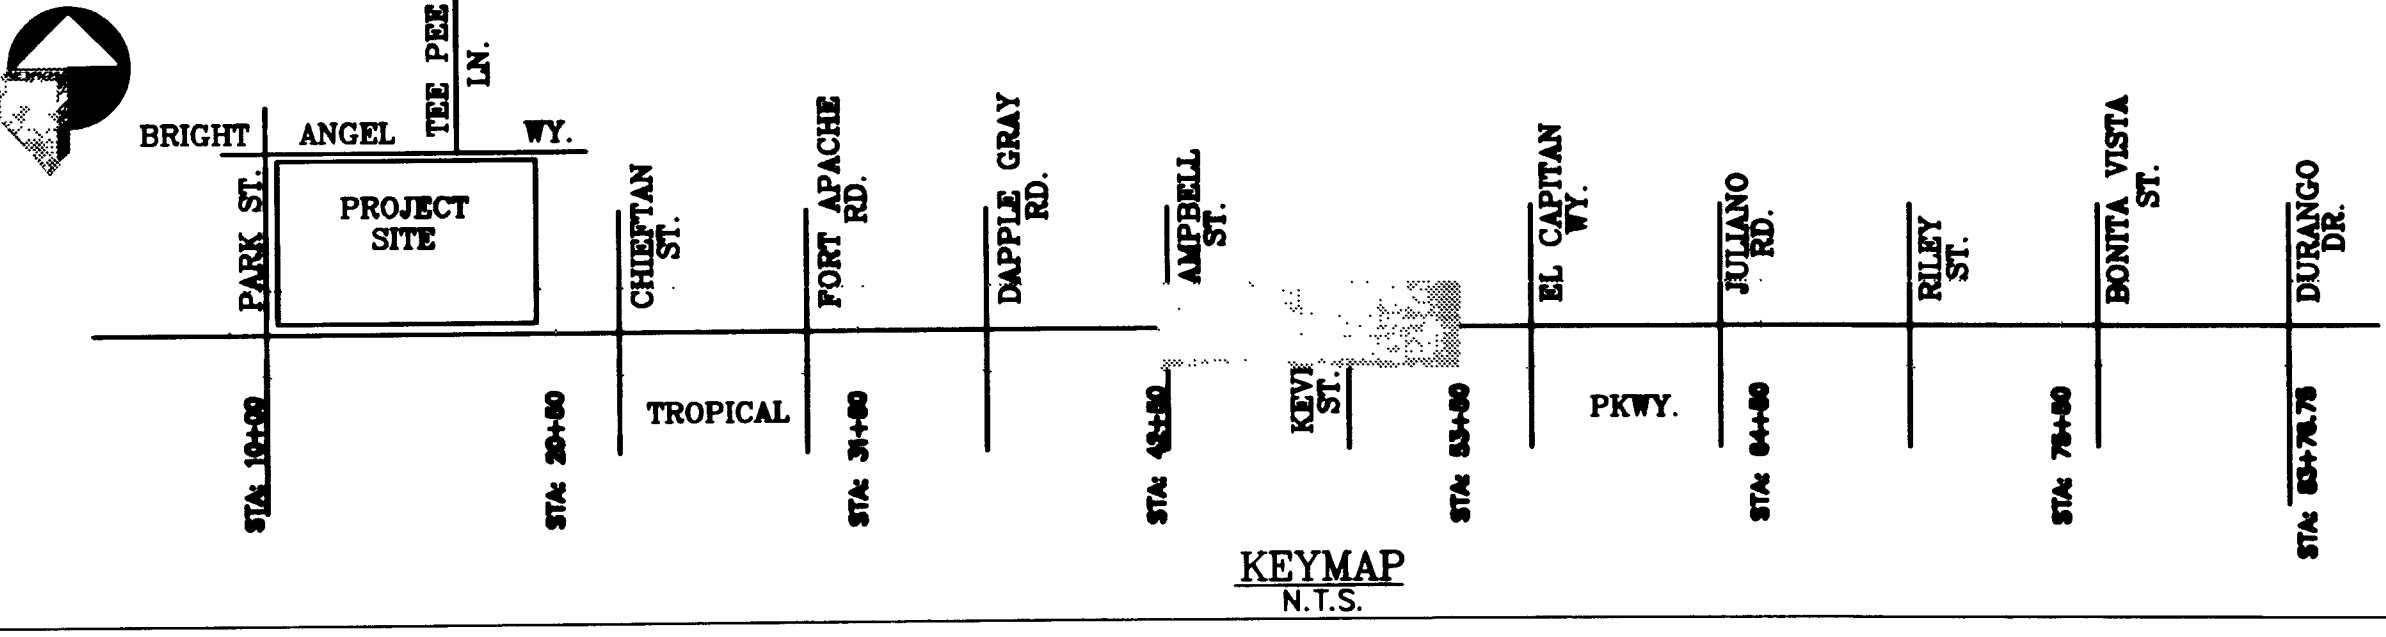 TEE PEE
LN.
BRIGHT ANGEL WY.
PARK ST.
PROJECT
SITE
CHIEFTAN
ST.
FORT APACHE
RD.
DAPPLE GRAY
RD.
AMPBELL
ST.
EL CAPITAN
WY.
JULIANO
RD.
RILEY
ST.
BONITA VISTA
ST.
DURANGO
DR.
KEVI
ST.
TROPICAL PKWY.
STA: 10+00
STA: 20+50
STA: 31+50
STA: 42+50
STA: 53+50
STA: 64+50
STA: 75+50
STA: 83+76.75
KEYMAP
N.T.S.